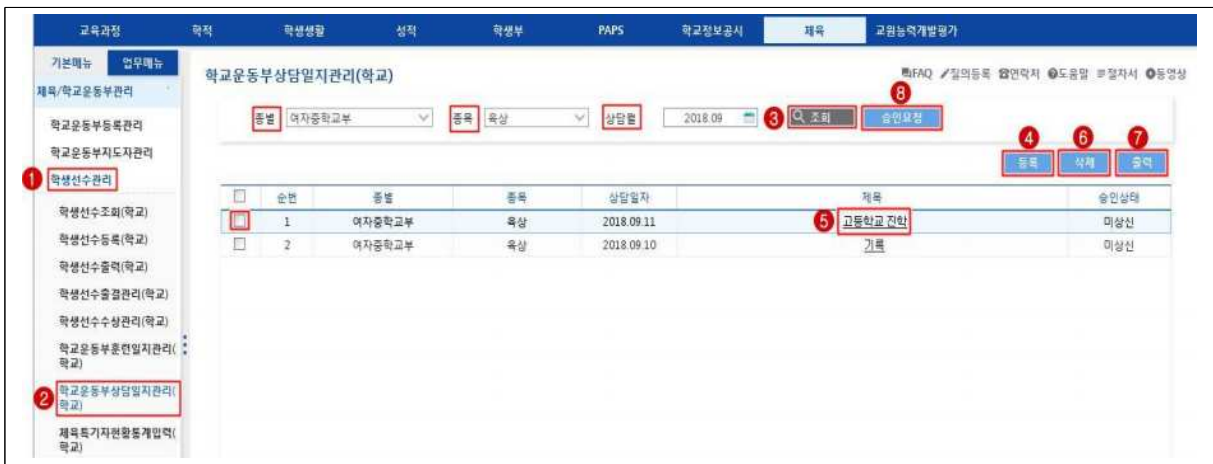 교육과정 학적 학생생활 성적 학생부 PAPS 학교정보공시 체육 교원능력개발평가
기본메뉴 업무메뉴
체육/학교운동부관리
학교운동부상담일지관리(학교)
FAQ 질의등록 연락처 도움말 절차서 동영상
8
종별 여자중학교부 종목 육상 상담월 2018.09 3 조회 승인요청
학교운동부등록관리
학교운동부지도자관리
4 6 7
등록 삭제 출력
1 학생선수관리
순번 종별 종목 상담일자 제목 승인상태
1 여자중학교부 육상 2018.09.11 5 고등학교 진학 미상신
2 여자중학교부 육상 2018.09.10 기록 미상신
학생선수조회(학교)
학생선수등록(학교)
학생선수출력(학교)
학생선수출결관리(학교)
학생선수수상관리(학교)
학교운동부훈련일지관리(
학교)
2 학교운동부상담일지관리(
학교)
체육특기자현황통계입력(
학교)